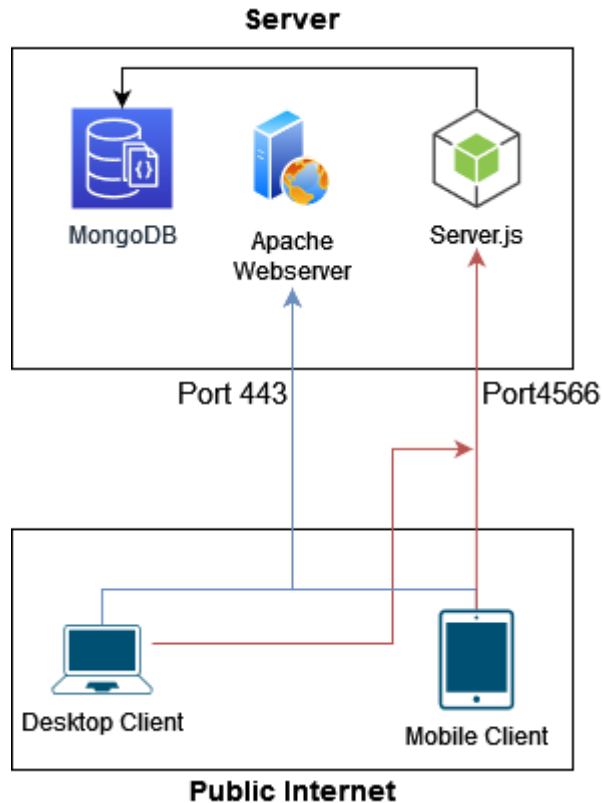 Server
MongoDB
Apache
Webserver
Server.js
Port 443
Port4566
Desktop Client
Mobile Client
Public Internet